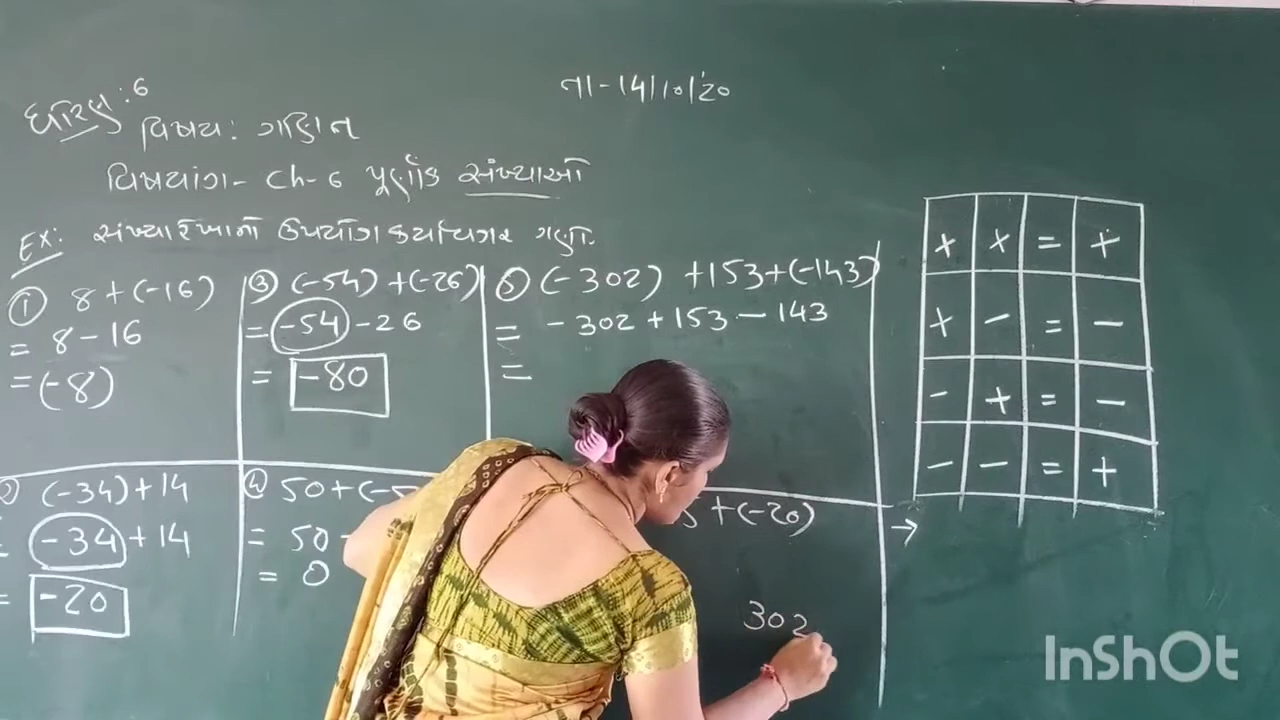 ધોરણ : 6
તા-14/10/20
વિષય : ગણિત
વિષયાંગ - Ch-6 પૂર્ણાંક સંખ્યાઓ
Ex: સંખ્યારેખાનો ઉપયોગ કર્યા વગર ગણો.
① 8+(-16)
= 8-16
= (-8)
(-34)+14
-34+14
= -20
③ (-54)+(-26)
= -54-26
= -80
④ 50+(-5
= 50-
= 0
⑤ (-302) +153+(-143)
= -302+153-143
=
5+(-20)
302
+ + = +
+ - = -
- + = -
- - = +
→
InShOt